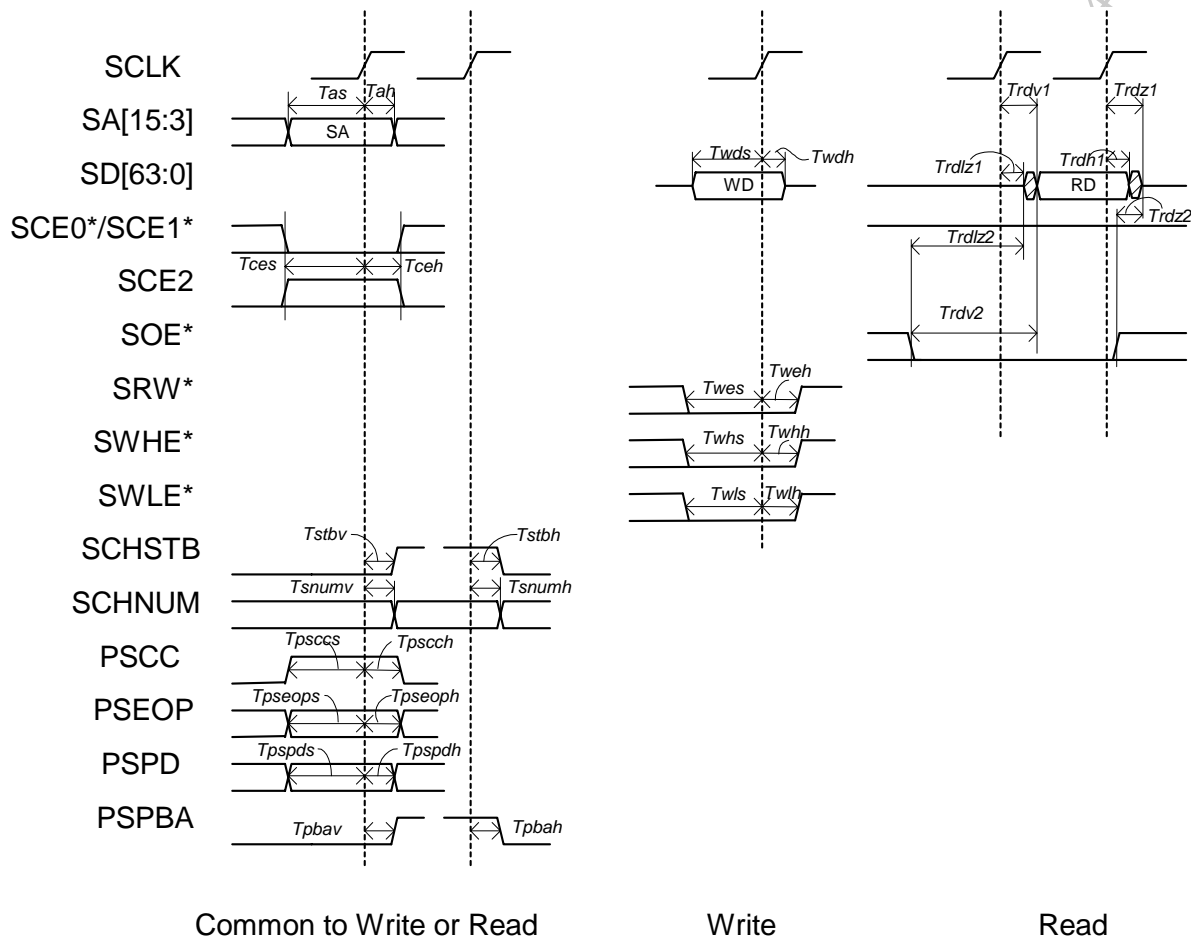 SCLK
Tas Tah Trdv1 Trdz1
SA[15:3] SA
Twds Twdh Trdlz1 Trdh1
SD[63:0] WD RD
Trdz2
SCE0*/SCE1*
Trdlz2
Tces Tceh
SCE2
Trdv2
SOE*
Tweh
SRW* Wes
SWHE* Twhs Twhh
SWLE* Twls Twlh
Tstbv Tstbh
SCHSTB
Tsnumv Tsnumh
SCHNUM
Tpsccs Tpscch
PSCC
Tpseops Tpseoph
PSEOP
Tpspds Tpspdh
PSPD
PSPBA
Tpbav Tpbah
Common to Write or Read Write Read